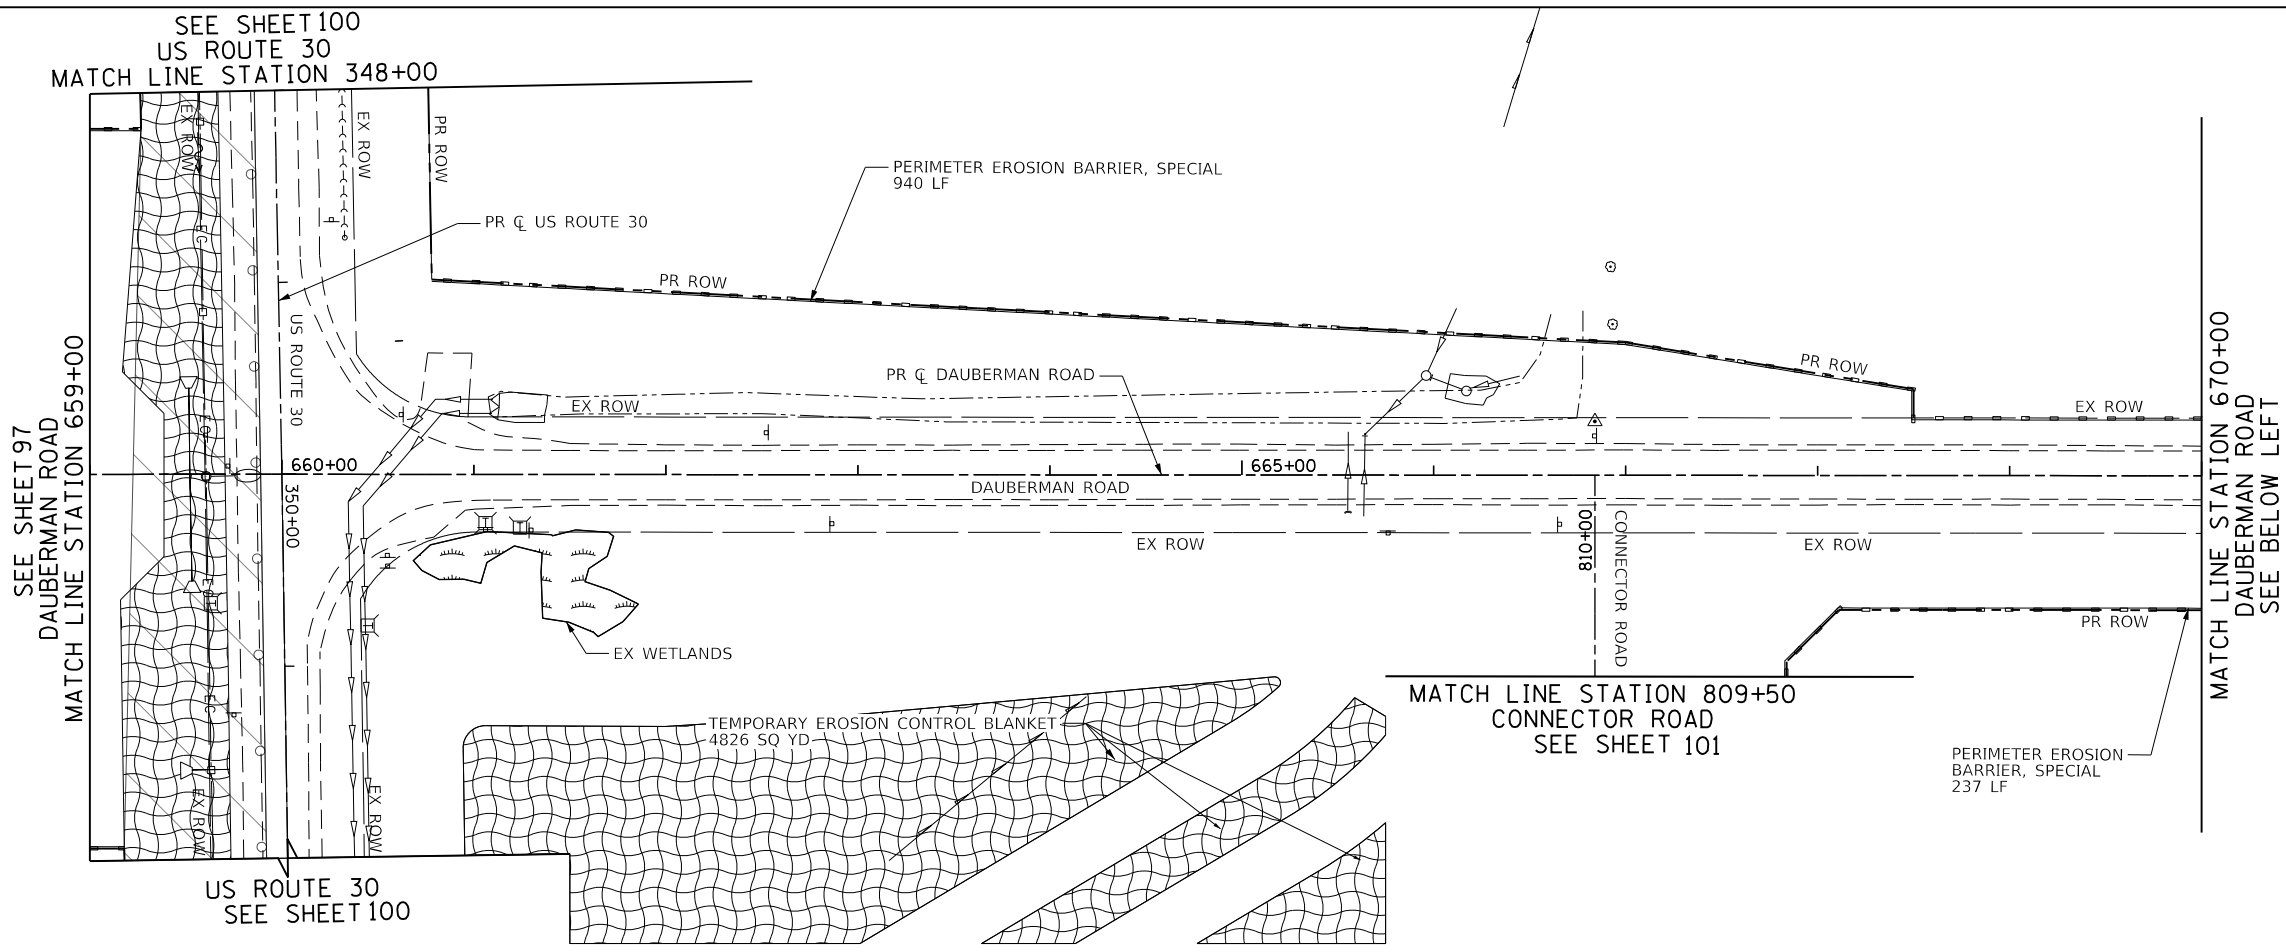 SEE SHEET 100
US ROUTE 30
MATCH LINE STATION 348+00
EX ROW
EX ROW
PR ROW
PERIMETER EROSION BARRIER, SPECIAL
940 LF
PR ℄ US ROUTE 30
PR ROW
US ROUTE 30
PR ℄ DAUBERMAN ROAD
EX ROW
PR ROW
EX ROW
SEE SHEET 97
DAUBERMAN ROAD
MATCH LINE STATION 659+00
660+00
665+00
DAUBERMAN ROAD
350+00
810+00
CONNECTOR ROAD
EX ROW
EX ROW
MATCH LINE STATION 670+00
DAUBERMAN ROAD
SEE BELOW LEFT
PR ROW
EX WETLANDS
MATCH LINE STATION 809+50
CONNECTOR ROAD
SEE SHEET 101
TEMPORARY EROSION CONTROL BLANKET
4826 SQ YD
PERIMETER EROSION
BARRIER, SPECIAL
237 LF
EX ROW
EX ROW
US ROUTE 30
SEE SHEET 100